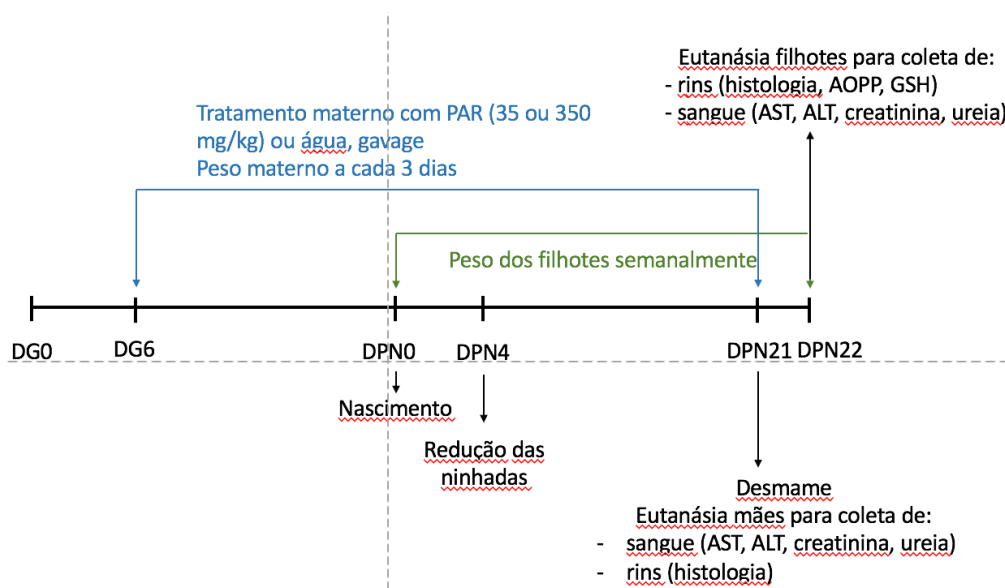 Eutanásia filhotes para coleta de:
- rins (histologia, AOPP, GSH)
- sangue (AST, ALT, creatinina, ureia)
Tratamento materno com PAR (35 ou 350
mg/kg) ou água, gavage
Peso materno a cada 3 dias
Peso dos filhotes semanalmente
DG0
DG6
DPN0
DPN4
DPN21
DPN22
Nascimento
Redução das
ninhadas
Desmame
Eutanásia mães para coleta de:
- sangue (AST, ALT, creatinina, ureia)
- rins (histologia)